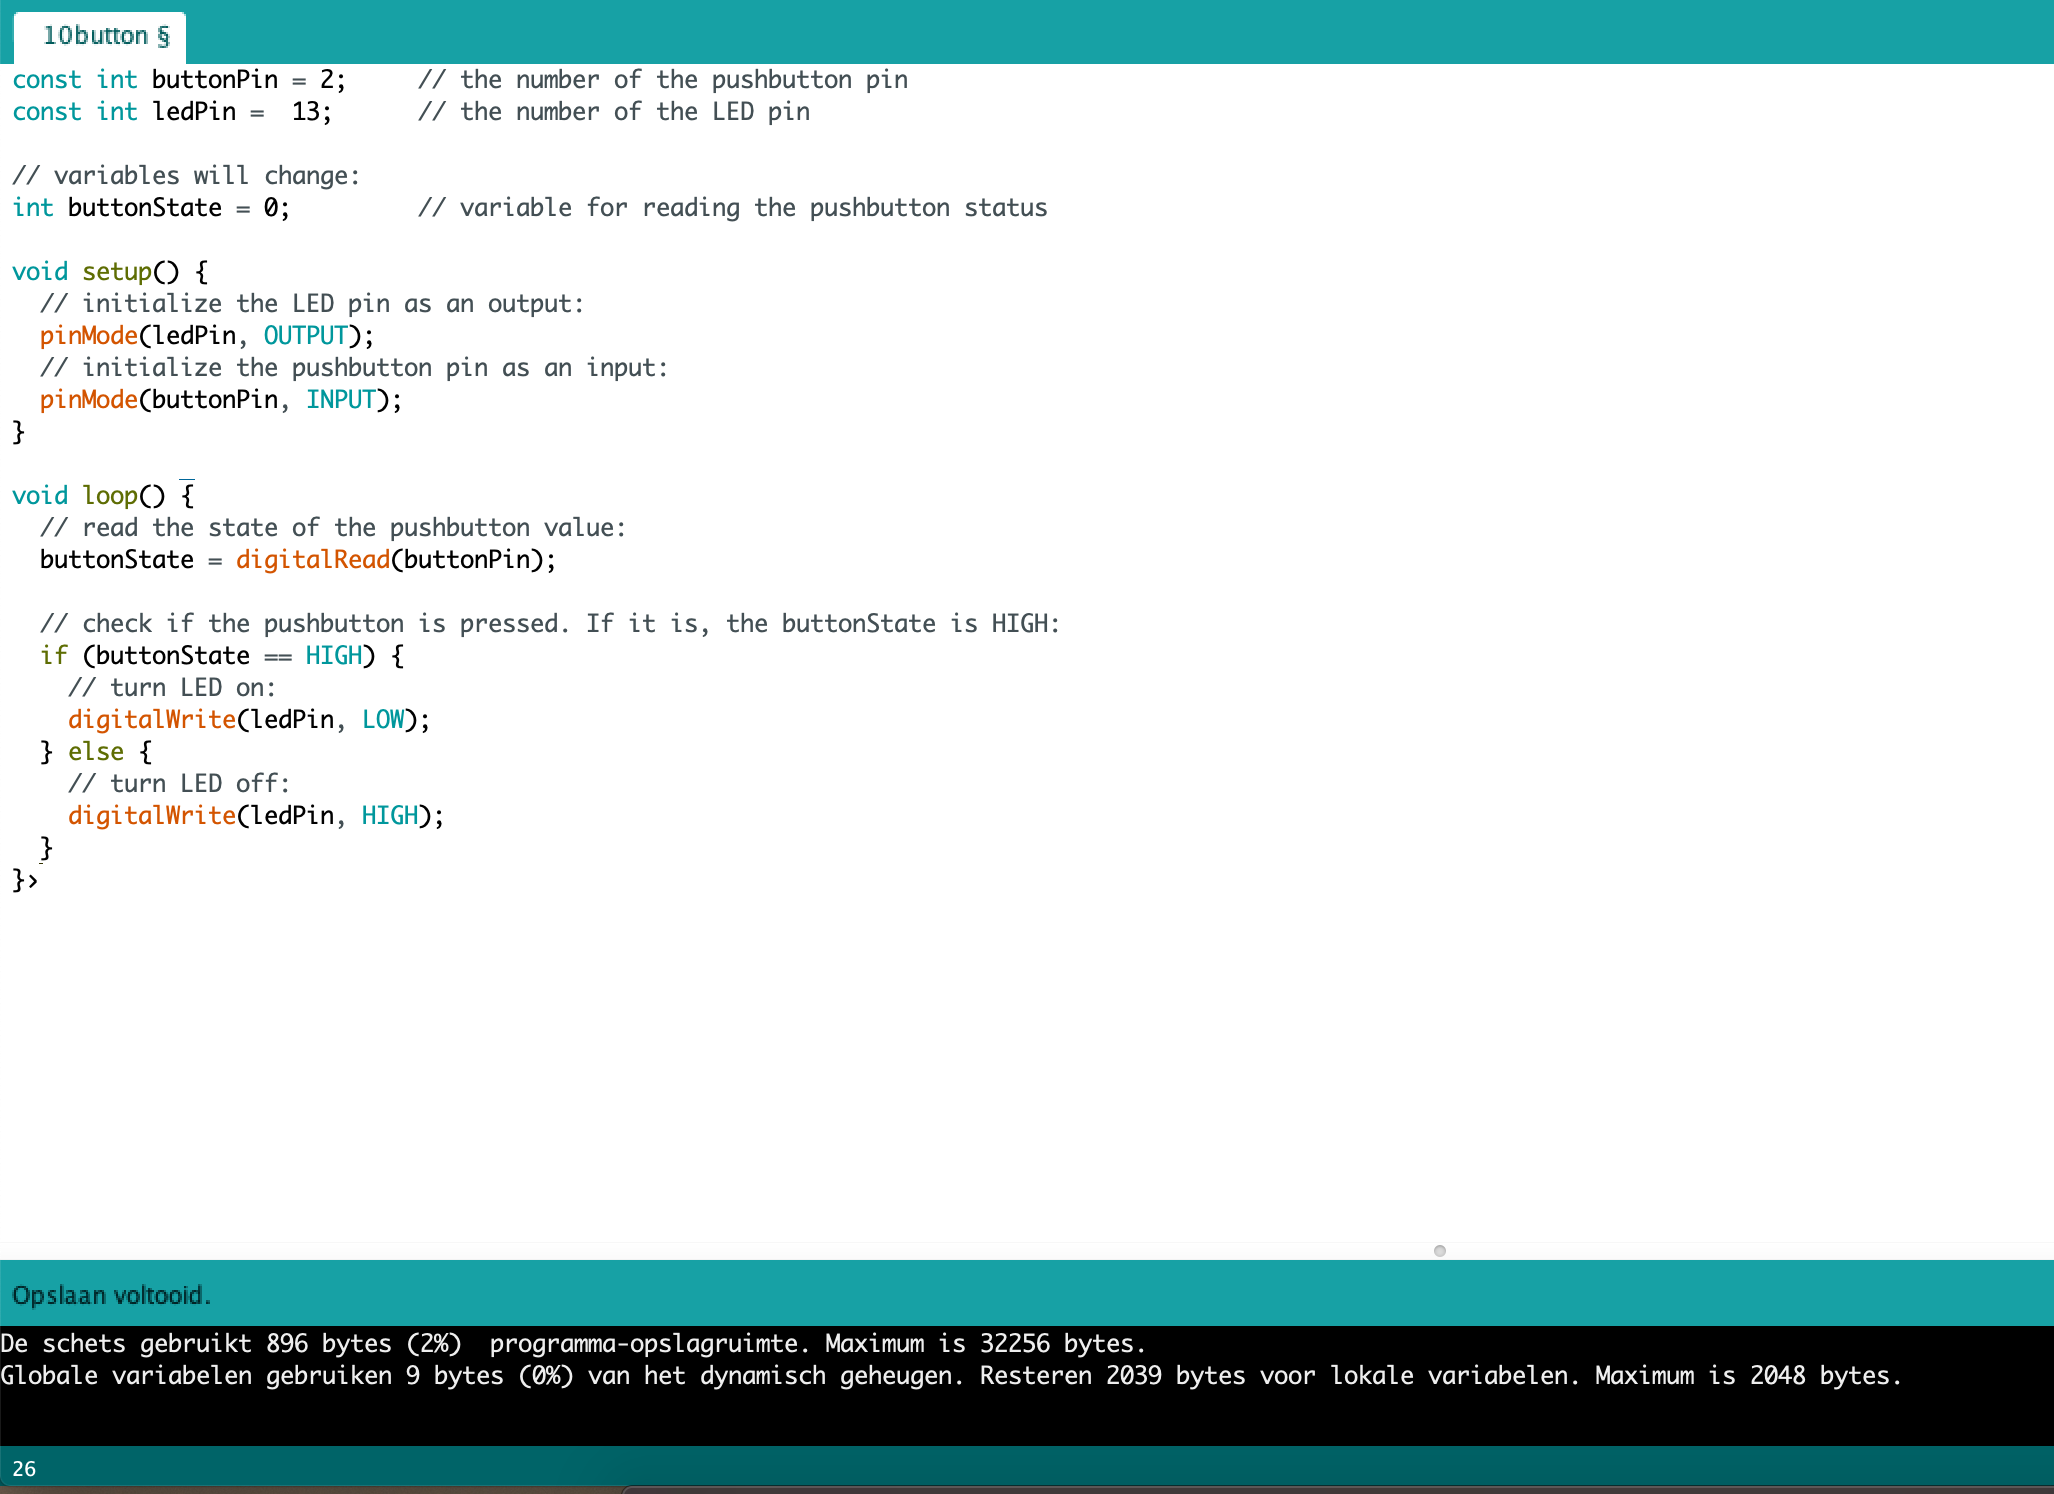 10button §
const int buttonPin = 2;     // the number of the pushbutton pin
const int ledPin =  13;      // the number of the LED pin

// variables will change:
int buttonState = 0;         // variable for reading the pushbutton status

void setup() {
  // initialize the LED pin as an output:
  pinMode(ledPin, OUTPUT);
  // initialize the pushbutton pin as an input:
  pinMode(buttonPin, INPUT);
}

void loop() {
  // read the state of the pushbutton value:
  buttonState = digitalRead(buttonPin);

  // check if the pushbutton is pressed. If it is, the buttonState is HIGH:
  if (buttonState == HIGH) {
    // turn LED on:
    digitalWrite(ledPin, LOW);
  } else {
    // turn LED off:
    digitalWrite(ledPin, HIGH);
  }
}>
Opslaan voltooid.
De schets gebruikt 896 bytes (2%)  programma-opslagruimte. Maximum is 32256 bytes.
Globale variabelen gebruiken 9 bytes (0%) van het dynamisch geheugen. Resteren 2039 bytes voor lokale variabelen. Maximum is 2048 bytes.
26